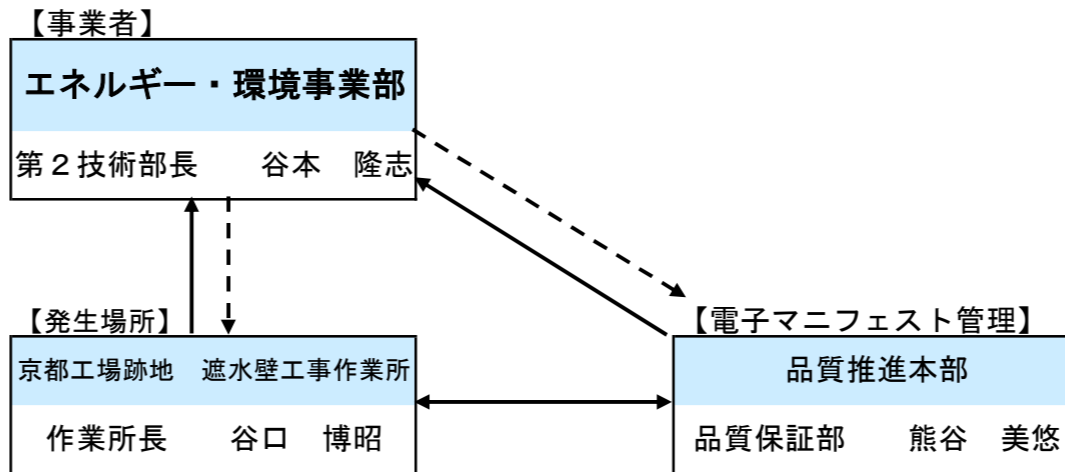 【事業者】
エネルギー・環境事業部
第２技術部長　　谷本　隆志
【発生場所】
京都工場跡地　遮水壁工事作業所
作業所長　　谷口　博昭
【電子マニフェスト管理】
品質推進本部
品質保証部　　熊谷　美悠